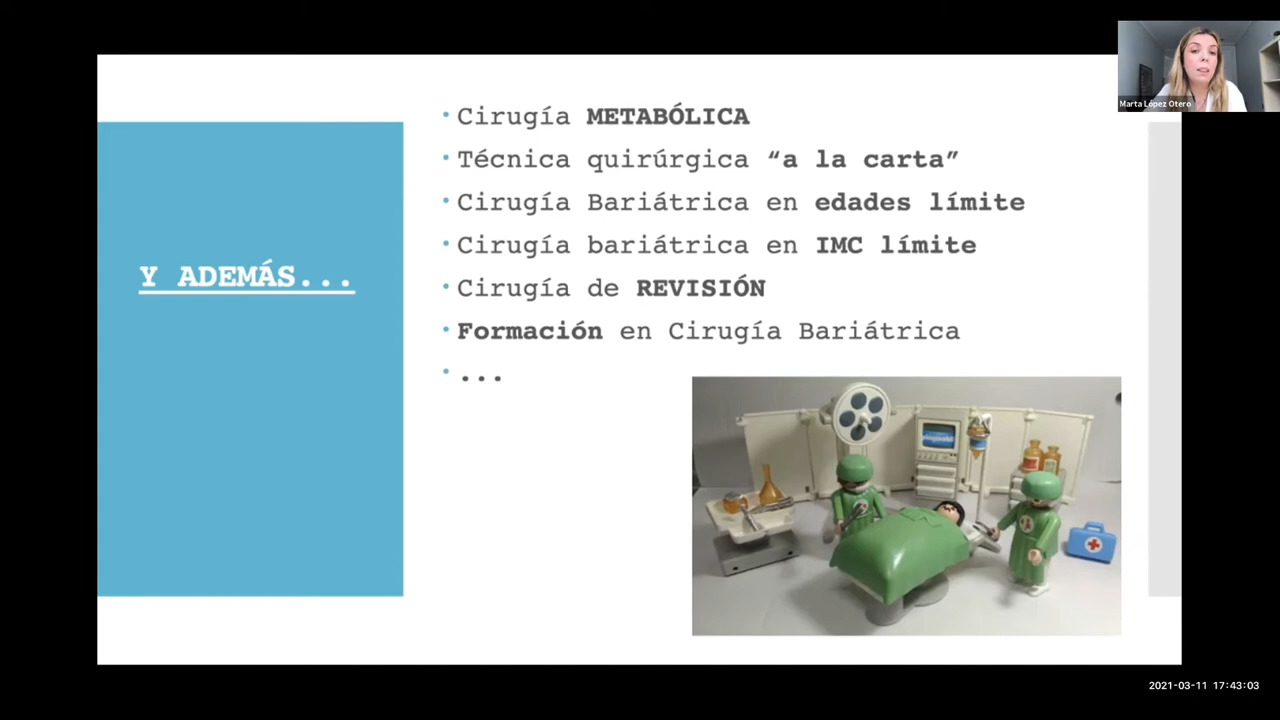 Marta López Otero
Y ADEMÁS...
• Cirugía METABÓLICA
• Técnica quirúrgica “a la carta”
• Cirugía Bariátrica en edades límite
• Cirugía bariátrica en IMC límite
• Cirugía de REVISIÓN
• Formación en Cirugía Bariátrica
• ...
2021-03-11 17:43:03